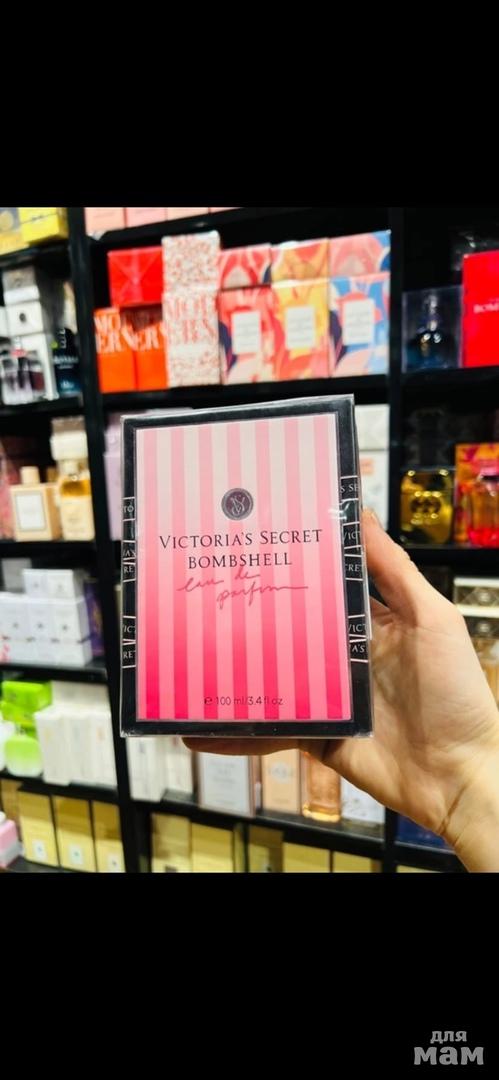 VICTORIA'S SECRET
BOMBSHELL
eau de
parfum
e 100 ml/3.4 fl oz
для
мам